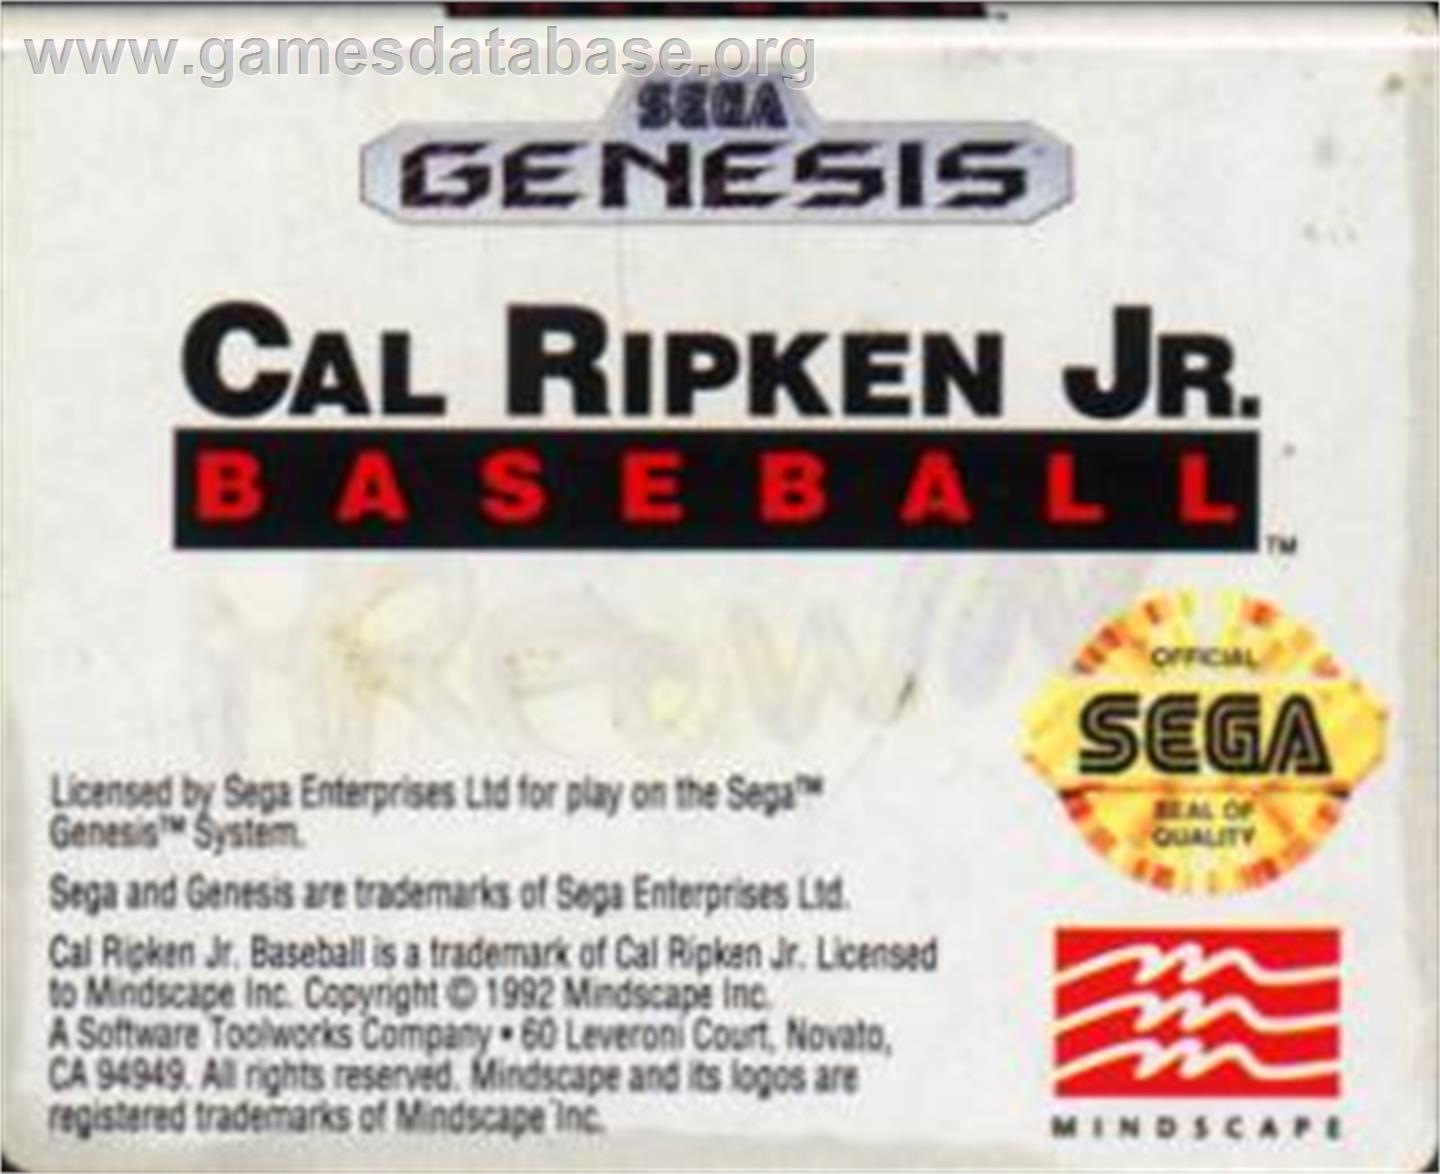 www.gamesdatabase.org
SEGA
GENESIS
CAL RIPKEN JR.
BASEBALL
TM
OFFICIAL
SEGA
SEAL OF
QUALITY
Licensed by Sega Enterprises Ltd for play on the Sega™
Genesis™ System.
Sega and Genesis are trademarks of Sega Enterprises Ltd.
Cal Ripken Jr. Baseball is a trademark of Cal Ripken Jr. Licensed
to Mindscape Inc. Copyright © 1992 Mindscape Inc.
A Software Toolworks Company • 60 Leveroni Court, Novato,
CA 94949. All rights reserved. Mindscape and its logos are
registered trademarks of Mindscape Inc.
MINDSCAPE